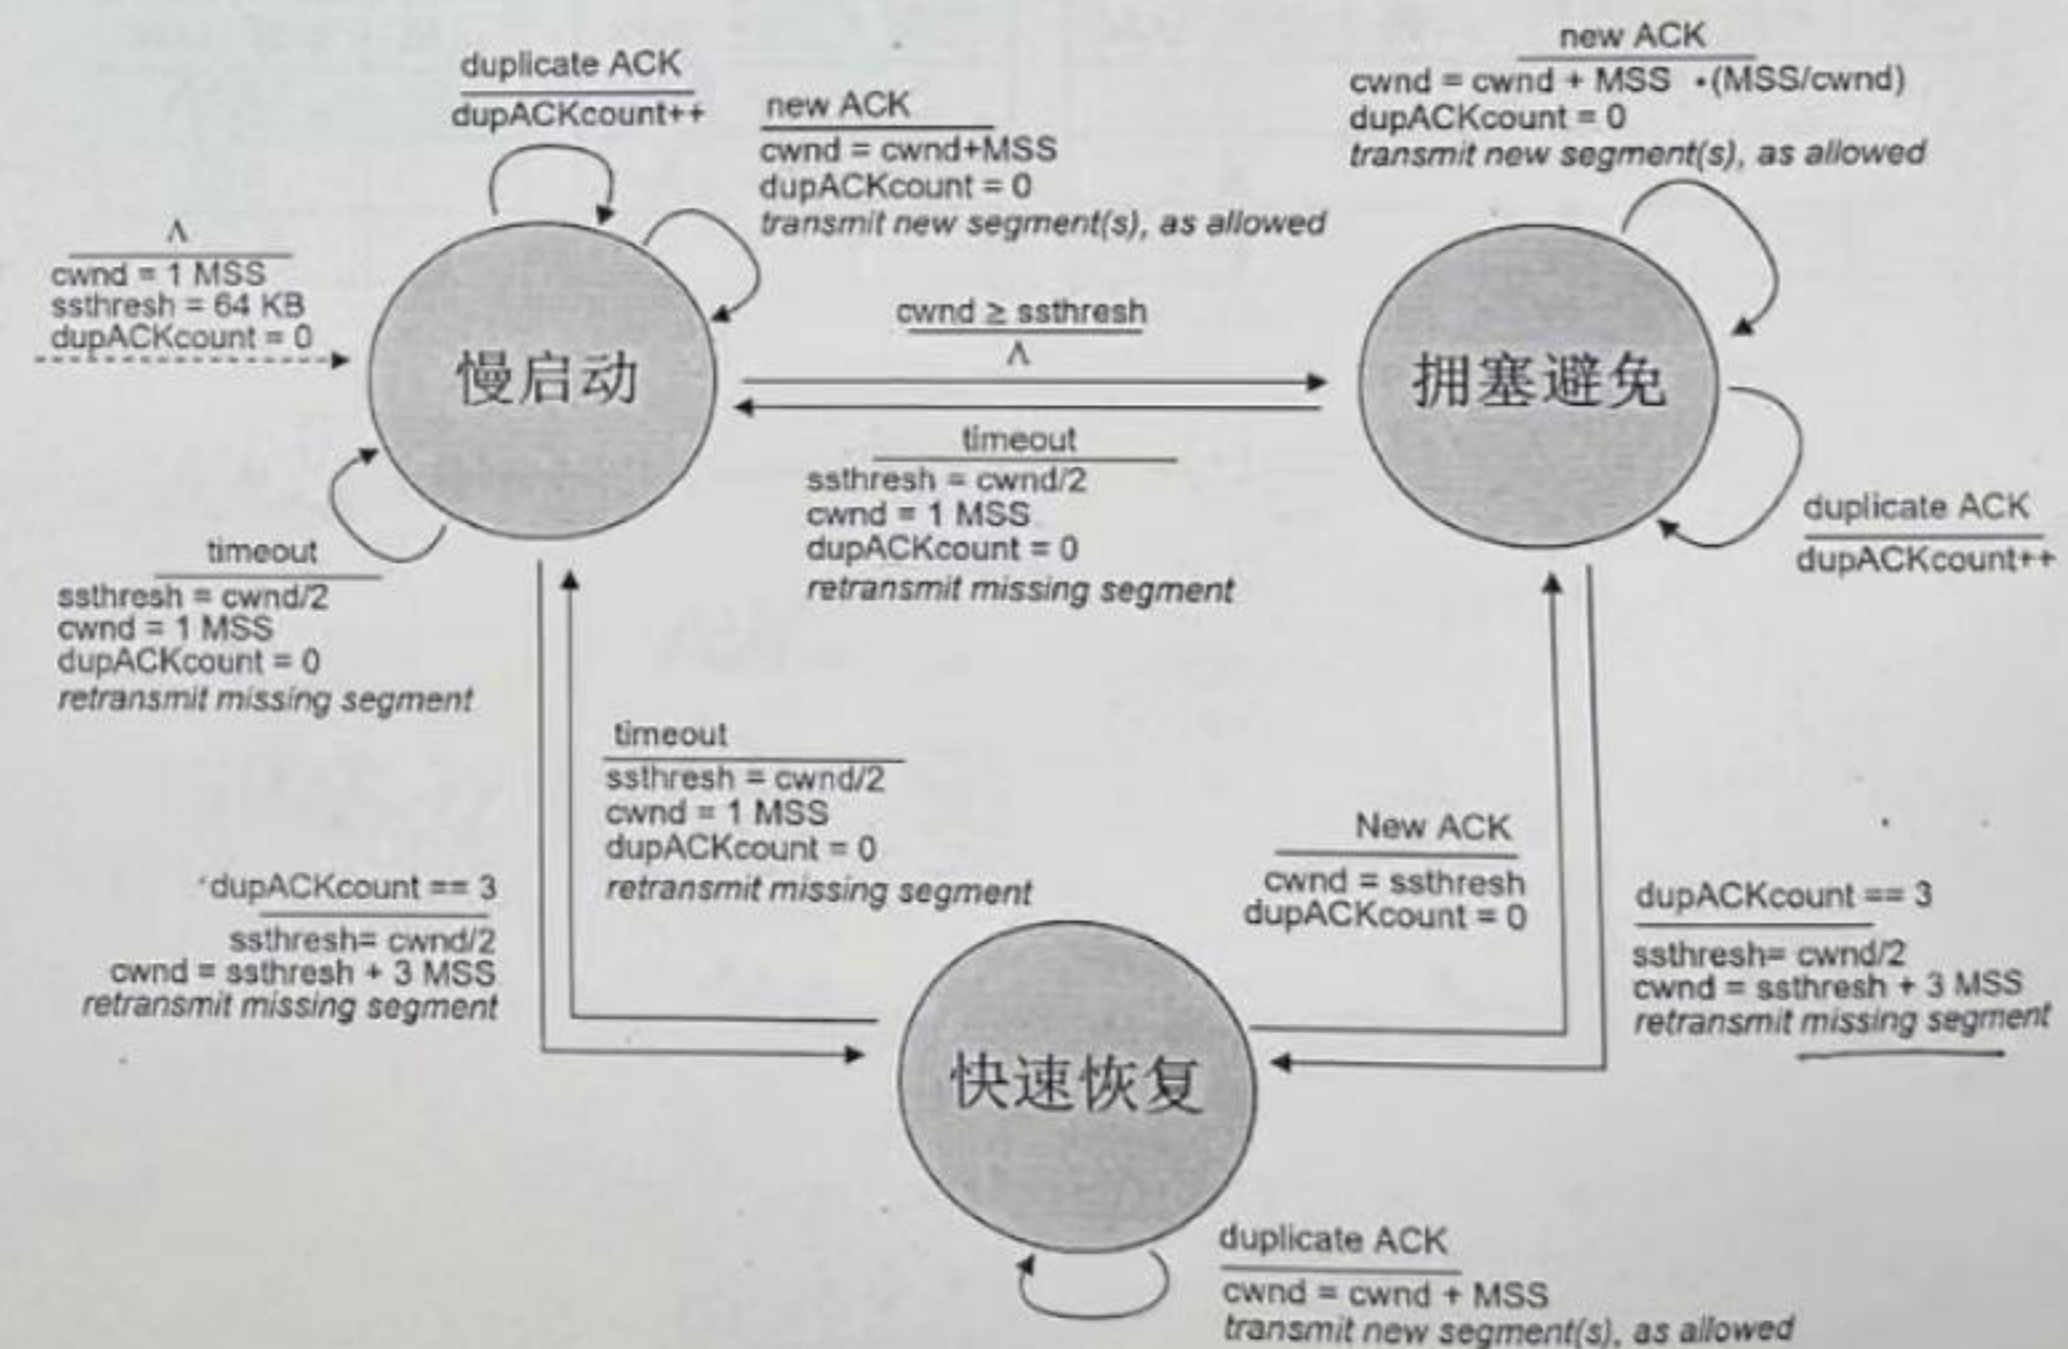 duplicate ACK
dupACKcount++
new ACK
cwnd = cwnd+MSS
dupACKcount = 0
transmit new segment(s), as allowed
new ACK
cwnd = cwnd + MSS •(MSS/cwnd)
dupACKcount = 0
transmit new segment(s), as allowed
Λ
cwnd = 1 MSS
ssthresh = 64 KB
dupACKcount = 0
慢启动
cwnd ≥ ssthresh
Λ
拥塞避免
timeout
ssthresh = cwnd/2
cwnd = 1 MSS
dupACKcount = 0
retransmit missing segment
duplicate ACK
dupACKcount++
timeout
ssthresh = cwnd/2
cwnd = 1 MSS
dupACKcount = 0
retransmit missing segment
timeout
ssthresh = cwnd/2
cwnd = 1 MSS
dupACKcount = 0
retransmit missing segment
dupACKcount == 3
ssthresh= cwnd/2
cwnd = ssthresh + 3 MSS
retransmit missing segment
New ACK
cwnd = ssthresh
dupACKcount = 0
dupACKcount == 3
ssthresh= cwnd/2
cwnd = ssthresh + 3 MSS
retransmit missing segment
快速恢复
duplicate ACK
cwnd = cwnd + MSS
transmit new segment(s), as allowed